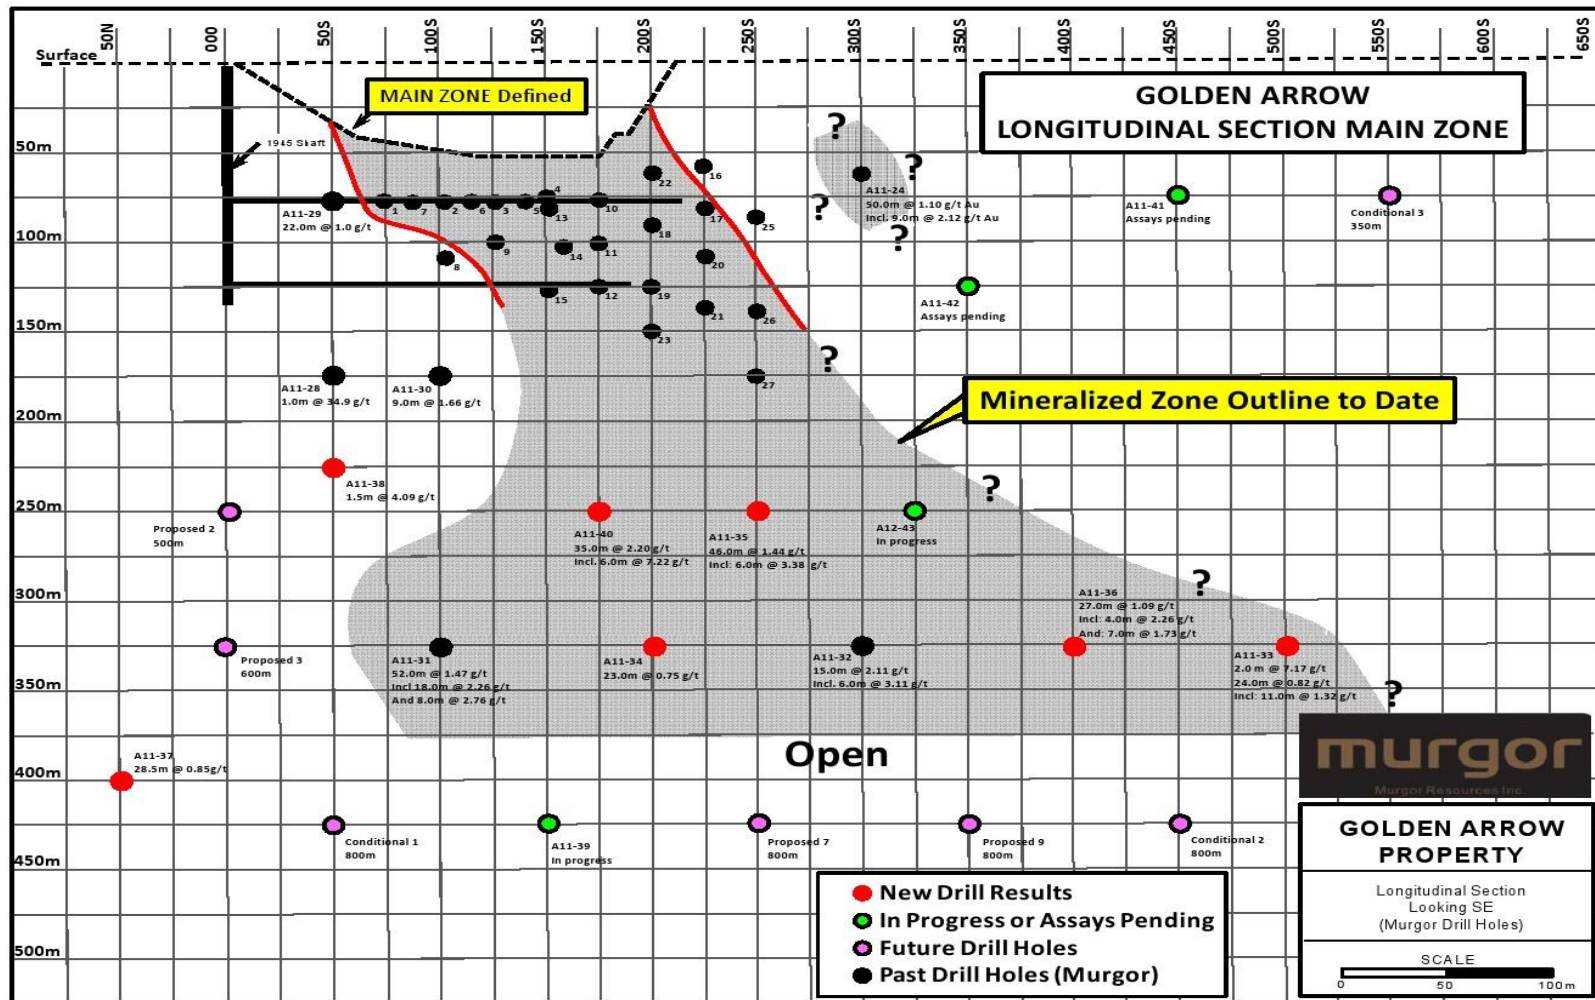 50N
000
50S
100S
150S
200S
250S
300S
350S
400S
450S
500S
550S
600S
650S
Surface
MAIN ZONE Defined
GOLDEN ARROW
LONGITUDINAL SECTION MAIN ZONE
?
?
?
?
1945 Shaft
50m
A11-29
22.0m @ 1.0 g/t
1
7
2
6
3
5
4
13
10
22
16
17
25
A11-24
50.0m @ 1.10 g/t Au
Incl. 9.0m @ 2.12 g/t Au
A11-41
Assays pending
Conditional 3
350m
100m
8
9
14
11
18
20
15
12
19
21
26
23
27
A11-42
Assays pending
150m
?
A11-28
1.0m @ 34.9 g/t
A11-30
9.0m @ 1.66 g/t
Mineralized Zone Outline to Date
200m
A11-38
1.5m @ 4.09 g/t
?
250m
Proposed 2
500m
A11-40
35.0m @ 2.20 g/t
Incl. 6.0m @ 7.22 g/t
A11-35
46.0m @ 1.44 g/t
Incl: 6.0m @ 3.38 g/t
A12-43
In progress
?
300m
A11-36
27.0m @ 1.09 g/t
Incl: 4.0m @ 2.26 g/t
And: 7.0m @ 1.73 g/t
Proposed 3
600m
A11-31
52.0m @ 1.47 g/t
Incl 18.0m @ 2.26 g/t
And 8.0m @ 2.76 g/t
A11-34
23.0m @ 0.75 g/t
A11-32
15.0m @ 2.11 g/t
Incl. 6.0m @ 3.11 g/t
A11-33
2.0 m @ 7.17 g/t
24.0m @ 0.82 g/t
Incl: 11.0m @ 1.32 g/t
?
350m
Open
A11-37
28.5m @ 0.85g/t
400m
murgor
Murgor Resources Inc.
Conditional 1
800m
A11-39
In progress
Proposed 7
800m
Proposed 9
800m
Conditional 2
800m
450m
500m
New Drill Results
In Progress or Assays Pending
Future Drill Holes
Past Drill Holes (Murgor)
GOLDEN ARROW
PROPERTY
Longitudinal Section
Looking SE
(Murgor Drill Holes)
SCALE
0 50 100m